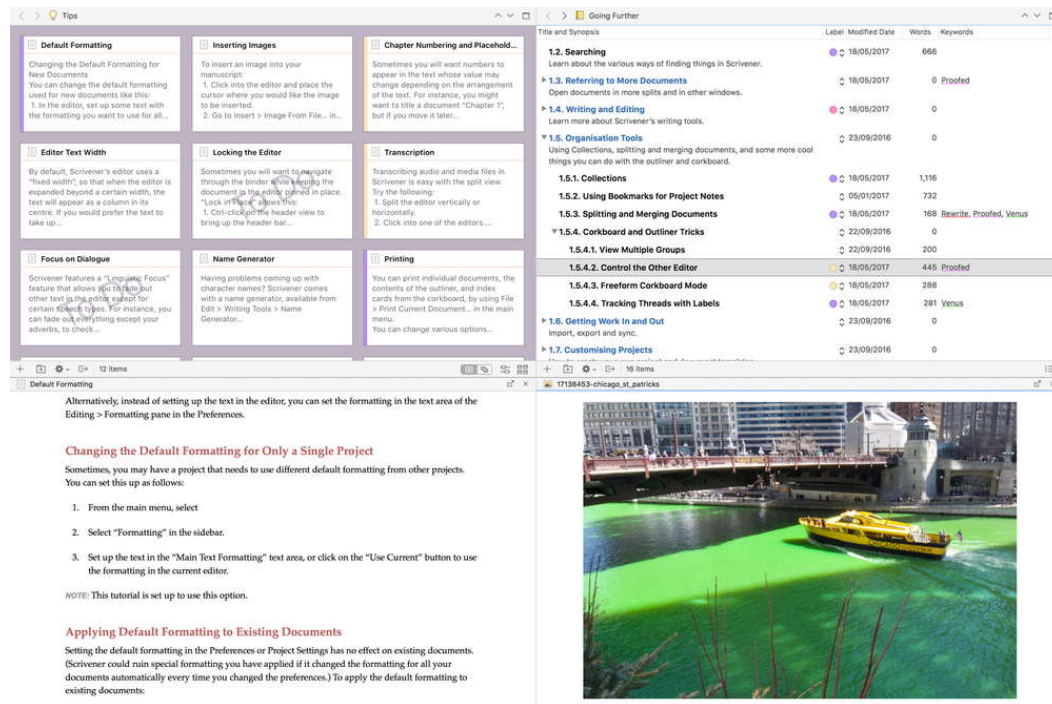 Tips
Default Formatting
Changing the Default Formatting for
New Documents
You can change the default formatting
used for new documents like this:
1. In the editor, set up some text with
the formatting you want to use for all...
Inserting Images
To insert an image into your
manuscript:
1. Click into the editor and place the
cursor where you would like the image
to be inserted.
2. Go to Insert > Image From File... in...
Chapter Numbering and Placehold...
Sometimes you will want numbers to
appear in the text whose value may
change depending on the arrangement
of the text. For instance, you might
want to title a document "Chapter 1",
but if you move it later...
Editor Text Width
By default, Scrivener's editor uses a
"fixed width", so that when the editor is
expanded beyond a certain width, the
text will appear as a column in its
centre. If you would prefer the text to
take up...
Locking the Editor
Sometimes you will want to navigate
through the binder while leaving the
document in the editor pinned in place.
"Lock in Place" allows this:
1. Ctrl-click on the header view to
bring up the header bar...
To Do
Transcription
Transcribing audio and media files in
Scrivener is easy with the split view.
Try the following:
1. Split the editor vertically or
horizontally.
2. Click into one of the editors....
Focus on Dialogue
Scrivener features a "Linguistic Focus"
feature that allows you to fade out
other text in the editor except for
certain types. For instance, you
can fade out everything except your
adverbs, to check...
To Do
Name Generator
Having problems coming up with
character names? Scrivener comes
with a name generator, available from
Edit > Writing Tools > Name
Generator...
Printing
You can print individual documents, the
contents of the outliner, and index
cards from the corkboard, by using File
> Print Current Document... in the main
menu.
You can change various options...
12 items
Going Further
Title and Synopsis Label Modified Date Words Keywords
1.2. Searching 18/05/2017 666
Learn about the various ways of finding things in Scrivener.
1.3. Referring to More Documents 18/05/2017 0 Proofed
Open documents in more splits and in other windows.
1.4. Writing and Editing 18/05/2017 0
Learn more about Scrivener's writing tools.
1.5. Organisation Tools 23/09/2016 0
Using Collections, splitting and merging documents, and some more cool
things you can do with the outliner and corkboard.
1.5.1. Collections 18/05/2017 1,116
1.5.2. Using Bookmarks for Project Notes 05/01/2017 732
1.5.3. Splitting and Merging Documents 18/05/2017 168 Rewrite, Proofed, Venus
1.5.4. Corkboard and Outliner Tricks 22/09/2016 0
1.5.4.1. View Multiple Groups 22/09/2016 200
1.5.4.2. Control the Other Editor 18/05/2017 445 Proofed
1.5.4.3. Freeform Corkboard Mode 18/05/2017 288
1.5.4.4. Tracking Threads with Labels 18/05/2017 281 Venus
1.6. Getting Work In and Out 23/09/2016 0
Import, export and sync.
1.7. Customising Projects 23/09/2016 0
16 items
Default Formatting
Alternatively, instead of setting up the text in the editor, you can set the formatting in the text area of the
Editing > Formatting pane in the Preferences.
Changing the Default Formatting for Only a Single Project
Sometimes, you may have a project that needs to use different default formatting from other projects.
You can set this up as follows:
1. From the main menu, select
2. Select "Formatting" in the sidebar.
3. Set up the text in the "Main Text Formatting" text area, or click on the "Use Current" button to use
the formatting in the current editor.
NOTE: This tutorial is set up to use this option.
Applying Default Formatting to Existing Documents
Setting the default formatting in the Preferences or Project Settings has no effect on existing documents.
(Scrivener could ruin special formatting you have applied if it changed the formatting for all your
documents automatically every time you changed the preferences.) To apply the default formatting to
existing documents:
17138453-chicago_st_patricks